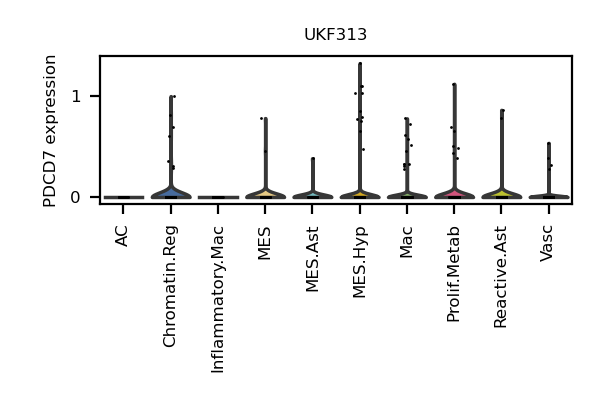 UKF313
PDCD7 expression
1
0
AC
Chromatin.Reg
Inflammatory.Mac
MES
MES.Ast
MES.Hyp
Mac
Prolif.Metab
Reactive.Ast
Vasc